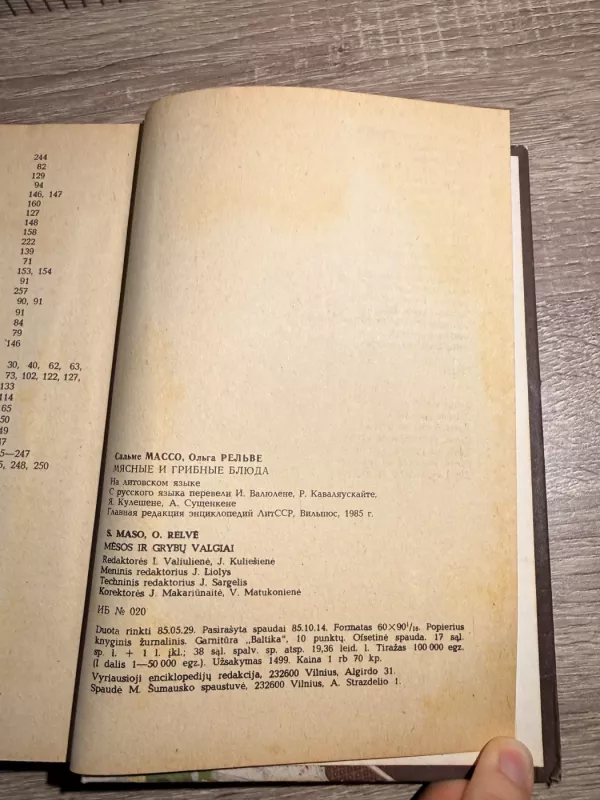 244
82
129
94
146, 147
160
127
148
158
222
139
71
153, 154
91
257
90, 91
91
84
79
146
30, 40, 62, 63,
73, 102, 122, 127,
133
114
65
50
49
47
5—247
5, 248, 250
Сальме МАССО, Ольга РЕЛЬВЕ
МЯСНЫЕ И ГРИБНЫЕ БЛЮДА
На литовском языке
С русского языка перевели И. Валюлене, Р. Каваляускайте,
Я. Кулешене, А. Сущенкене
Главная редакция энциклопедий ЛитССР, Вильнюс, 1985 г.
S. MASO, O. RELVĖ
MĖSOS IR GRYBŲ VALGIAI
Redaktorės I. Valiulienė, J. Kuliešienė
Meninis redaktorius J. Liolys
Techninis redaktorius J. Sargelis
Korektorės J. Makariūnaitė, V. Matukonienė
ИБ № 020
Duota rinkti 85.05.29. Pasirašyta spaudai 85.10.14. Formatas 60×90¹/₁₆. Popierius
knyginis žurnalinis. Garnitūra „Baltika", 10 punktų. Ofsetinė spauda. 17 sąl.
sp. l. + 1 l. įkl.; 38 sąl. spalv. sp. atsp. 19,36 leid. l. Tiražas 100 000 egz.
(I dalis 1—50 000 egz.). Užsakymas 1499. Kaina 1 rb 70 kp.
Vyriausioji enciklopedijų redakcija, 232600 Vilnius, Algirdo 31.
Spaudė M. Šumausko spaustuvė, 232600 Vilnius, A. Strazdelio 1.